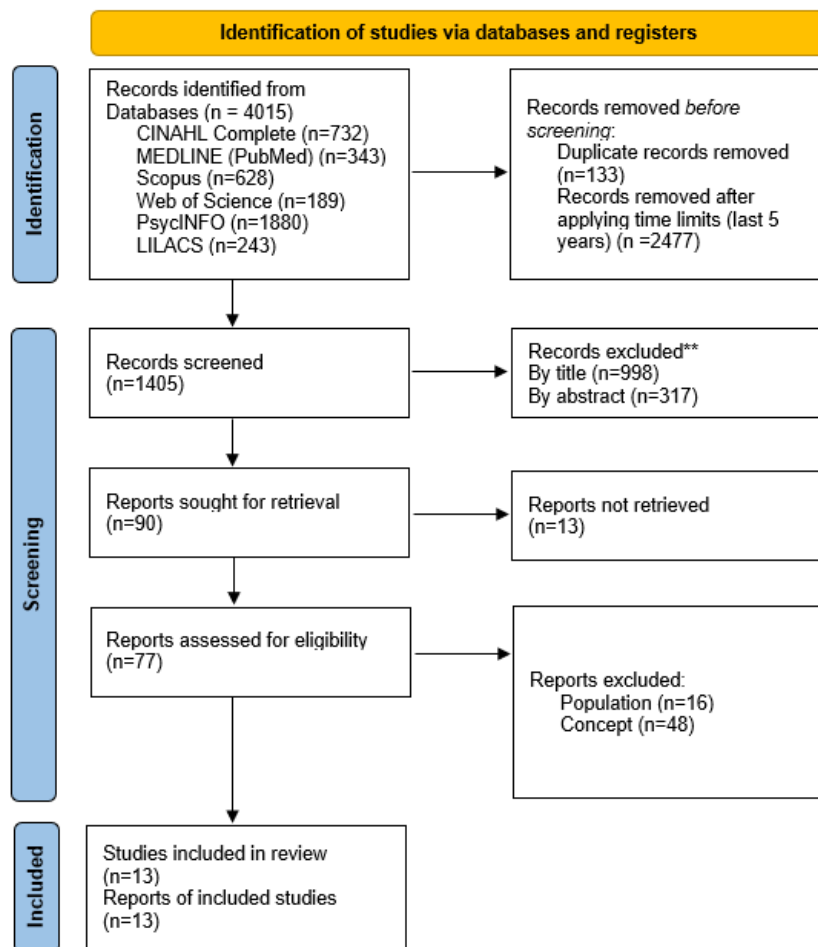 Identification of studies via databases and registers
Identification
Records identified from
Databases (n = 4015)
CINAHL Complete (n=732)
MEDLINE (PubMed) (n=343)
Scopus (n=628)
Web of Science (n=189)
PsycINFO (n=1880)
LILACS (n=243)
Records removed before
screening:
Duplicate records removed
(n=133)
Records removed after
applying time limits (last 5
years) (n =2477)
Screening
Records screened
(n=1405)
Records excluded**
By title (n=998)
By abstract (n=317)
Reports sought for retrieval
(n=90)
Reports not retrieved
(n=13)
Reports assessed for eligibility
(n=77)
Reports excluded:
Population (n=16)
Concept (n=48)
Included
Studies included in review
(n=13)
Reports of included studies
(n=13)